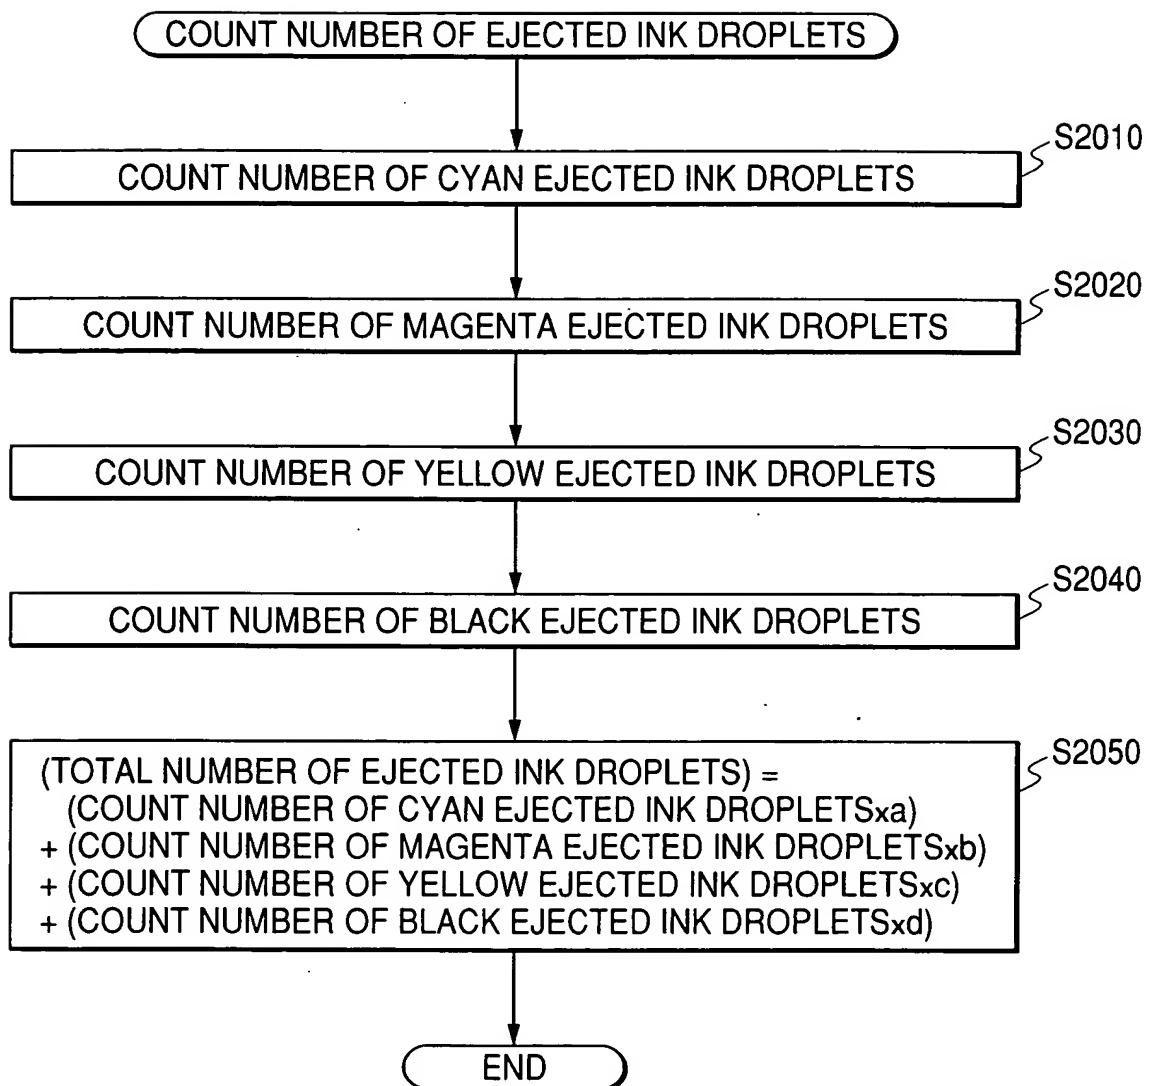 COUNT NUMBER OF EJECTED INK DROPLETS
S2010
COUNT NUMBER OF CYAN EJECTED INK DROPLETS
S2020
COUNT NUMBER OF MAGENTA EJECTED INK DROPLETS
S2030
COUNT NUMBER OF YELLOW EJECTED INK DROPLETS
S2040
COUNT NUMBER OF BLACK EJECTED INK DROPLETS
S2050
(TOTAL NUMBER OF EJECTED INK DROPLETS) =
(COUNT NUMBER OF CYAN EJECTED INK DROPLETSxa)
+ (COUNT NUMBER OF MAGENTA EJECTED INK DROPLETSxb)
+ (COUNT NUMBER OF YELLOW EJECTED INK DROPLETSxc)
+ (COUNT NUMBER OF BLACK EJECTED INK DROPLETSxd)
END